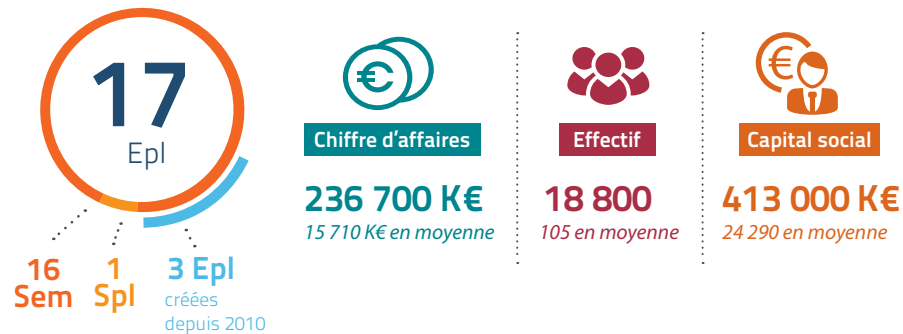 17
Epl
16
Sem
1
Spl
3 Epl
créées
depuis 2010
Chiffre d'affaires
236 700 K€
15 710 K€ en moyenne
Effectif
18 800
105 en moyenne
Capital social
413 000 K€
24 290 en moyenne